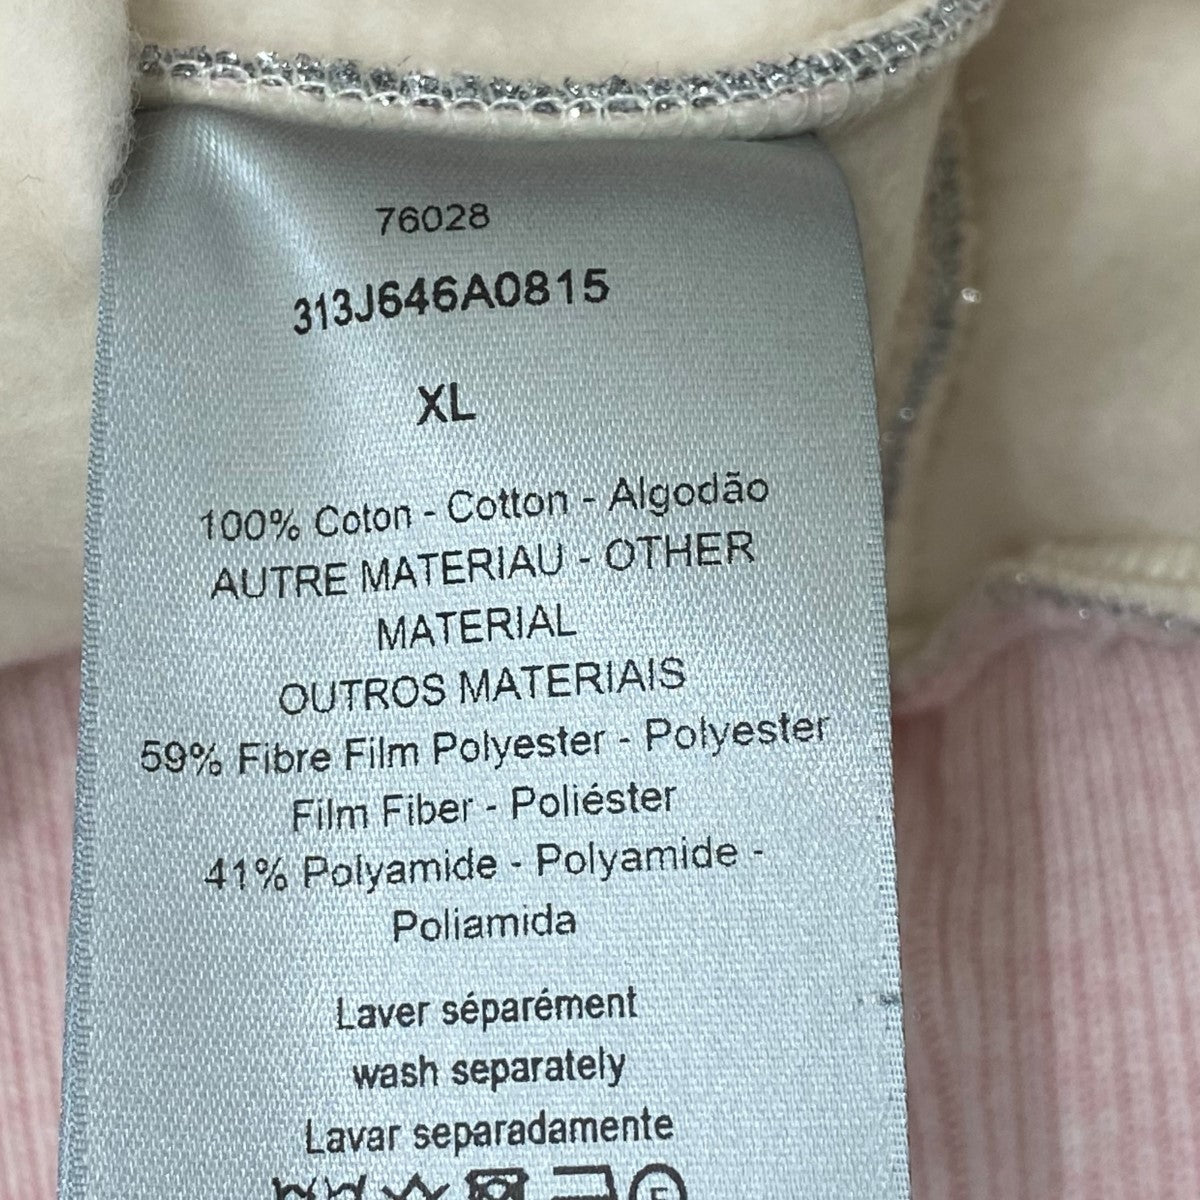 76028
313J646A0815
XL
100% Coton - Cotton - Algodão
AUTRE MATERIAU - OTHER
MATERIAL
OUTROS MATERIAIS
59% Fibre Film Polyester - Polyester
Film Fiber - Poliéster
41% Polyamide - Polyamide -
Poliamida
Laver séparément
wash separately
Lavar separadamente